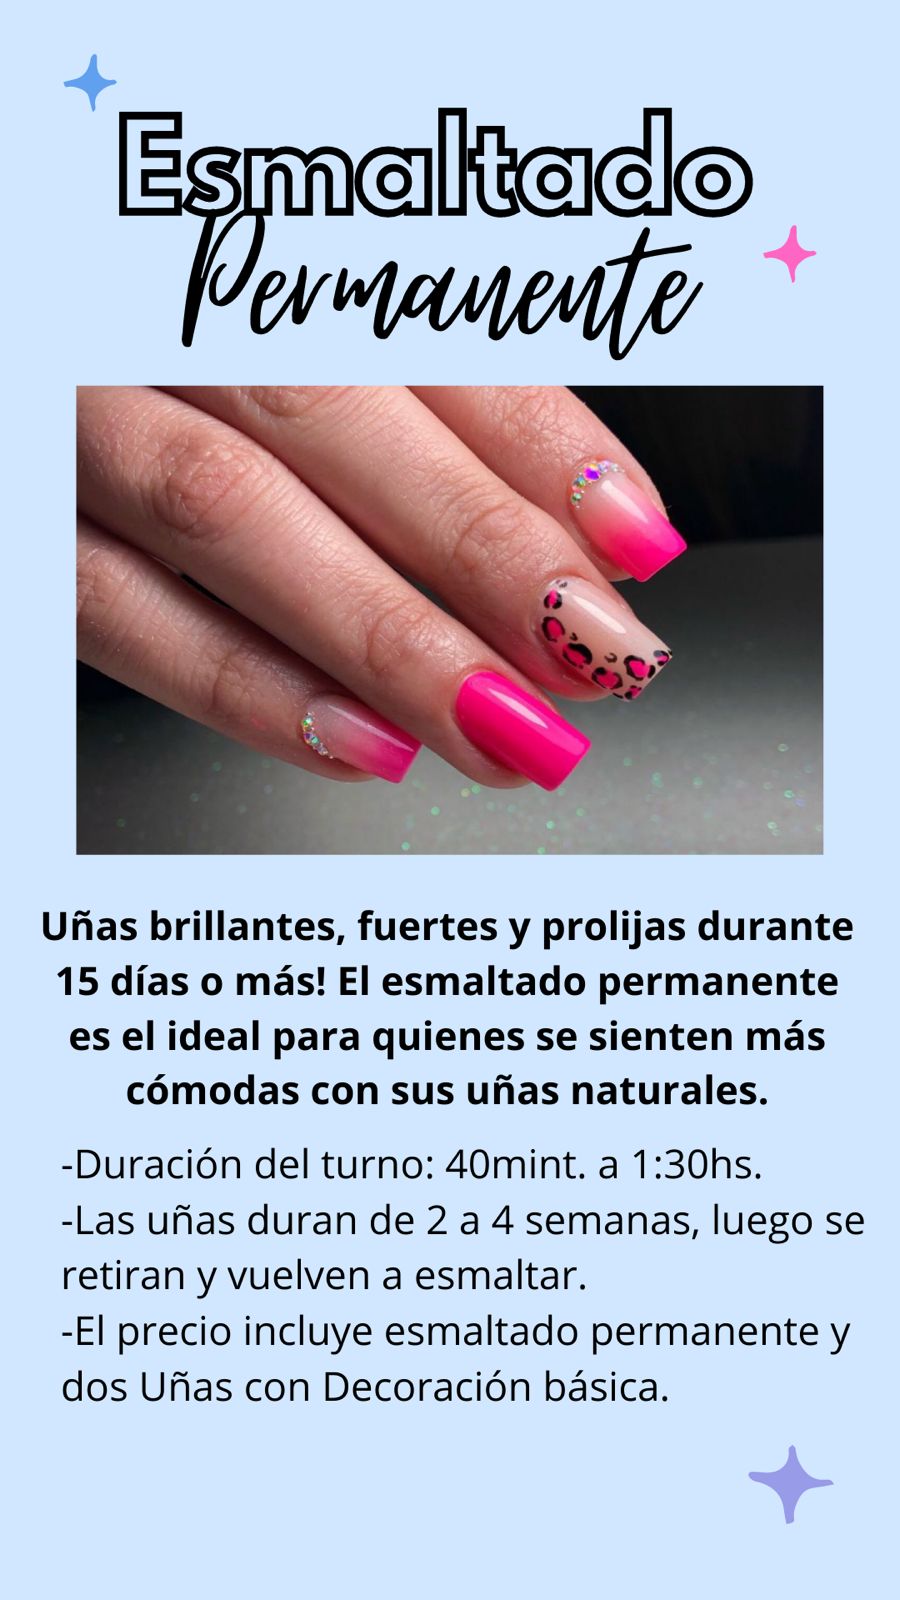 Esmaltado
Permanente
Uñas brillantes, fuertes y prolijas durante
15 días o más! El esmaltado permanente
es el ideal para quienes se sienten más
cómodas con sus uñas naturales.
-Duración del turno: 40mint. a 1:30hs.
-Las uñas duran de 2 a 4 semanas, luego se
retiran y vuelven a esmaltar.
-El precio incluye esmaltado permanente y
dos Uñas con Decoración básica.